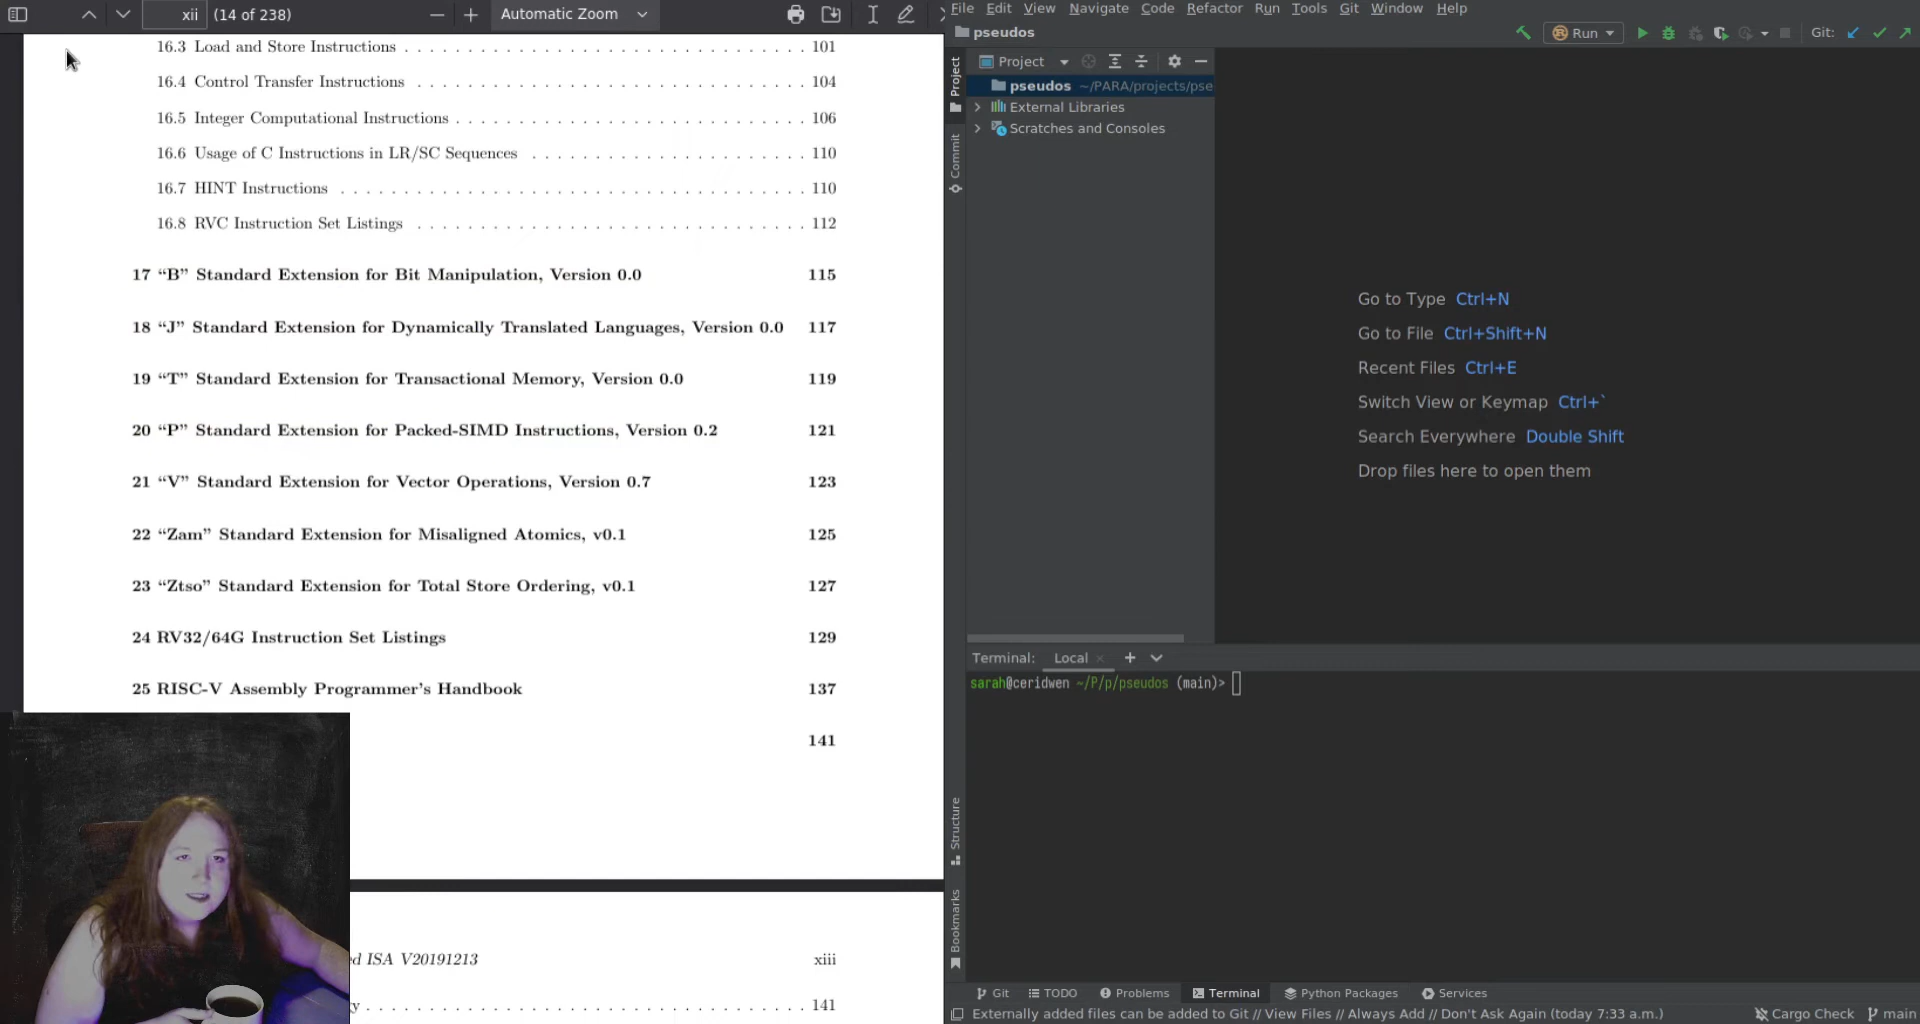 xii (14 of 238) Automatic Zoom
16.3 Load and Store Instructions 101
16.4 Control Transfer Instructions 104
16.5 Integer Computational Instructions 106
16.6 Usage of C Instructions in LR/SC Sequences 110
16.7 HINT Instructions 110
16.8 RVC Instruction Set Listings 112
17 “B” Standard Extension for Bit Manipulation, Version 0.0 115
18 “J” Standard Extension for Dynamically Translated Languages, Version 0.0 117
19 “T” Standard Extension for Transactional Memory, Version 0.0 119
20 “P” Standard Extension for Packed-SIMD Instructions, Version 0.2 121
21 “V” Standard Extension for Vector Operations, Version 0.7 123
22 “Zam” Standard Extension for Misaligned Atomics, v0.1 125
23 “Ztso” Standard Extension for Total Store Ordering, v0.1 127
24 RV32/64G Instruction Set Listings 129
25 RISC-V Assembly Programmer’s Handbook 137
141
ISA V20191213 xiii
141
File Edit View Navigate Code Refactor Run Tools Git Window Help
pseudos Run Git:
Project
pseudos ~/PARA/projects/pse
External Libraries
Scratches and Consoles
Project
Commit
Structure
Bookmarks
Go to Type Ctrl+N
Go to File Ctrl+Shift+N
Recent Files Ctrl+E
Switch View or Keymap Ctrl+`
Search Everywhere Double Shift
Drop files here to open them
Terminal: Local
sarah@ceridwen ~/P/p/pseudos (main)>
Git TODO Problems Terminal Python Packages Services
Externally added files can be added to Git // View Files // Always Add // Don't Ask Again (today 7:33 a.m.) Cargo Check main